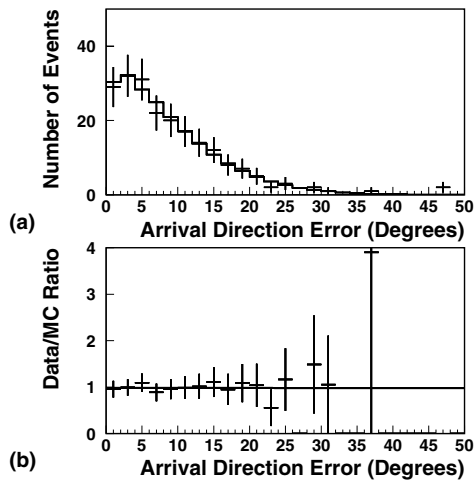 Number of Events
40
20
0
0 5 10 15 20 25 30 35 40 45 50
(a)
Arrival Direction Error (Degrees)
Data/MC Ratio
4
3
2
1
0
0 5 10 15 20 25 30 35 40 45 50
(b)
Arrival Direction Error (Degrees)